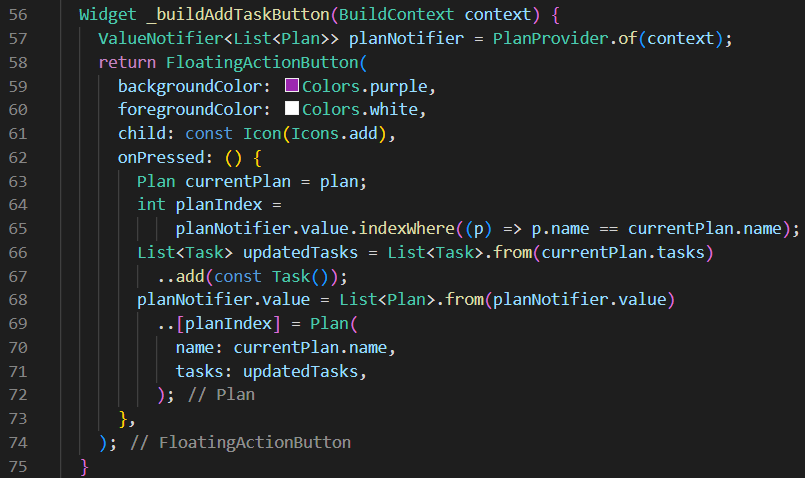 56 Widget _buildAddTaskButton(BuildContext context) {
57 ValueNotifier<List<Plan>> planNotifier = PlanProvider.of(context);
58 return FloatingActionButton(
59 backgroundColor: Colors.purple,
60 foregroundColor: Colors.white,
61 child: const Icon(Icons.add),
62 onPressed: () {
63 Plan currentPlan = plan;
64 int planIndex =
65 planNotifier.value.indexWhere((p) => p.name == currentPlan.name);
66 List<Task> updatedTasks = List<Task>.from(currentPlan.tasks)
67 ..add(const Task());
68 planNotifier.value = List<Plan>.from(planNotifier.value)
69 ..[planIndex] = Plan(
70 name: currentPlan.name,
71 tasks: updatedTasks,
72 ); // Plan
73 },
74 ); // FloatingActionButton
75 }